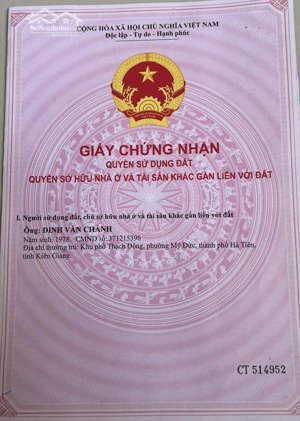 SoSanhnha
CỘNG HÒA XÃ HỘI CHỦ NGHĨA VIỆT NAM
Độc lập - Tự do - Hạnh phúc
GIẤY CHỨNG NHẬN
QUYỀN SỬ DỤNG ĐẤT
QUYỀN SỞ HỮU NHÀ Ở VÀ TÀI SẢN KHÁC GẮN LIỀN VỚI ĐẤT
I. Người sử dụng đất, chủ sở hữu nhà ở và tài sản khác gắn liền với đất
Ông: ĐINH VĂN CHÁNH
Năm sinh: 1978, CMND số: 371215396
Địa chỉ thường trú: Khu phố Thạch Động, phường Mỹ Đức, thành phố Hà Tiên,
tỉnh Kiên Giang
CT 514952